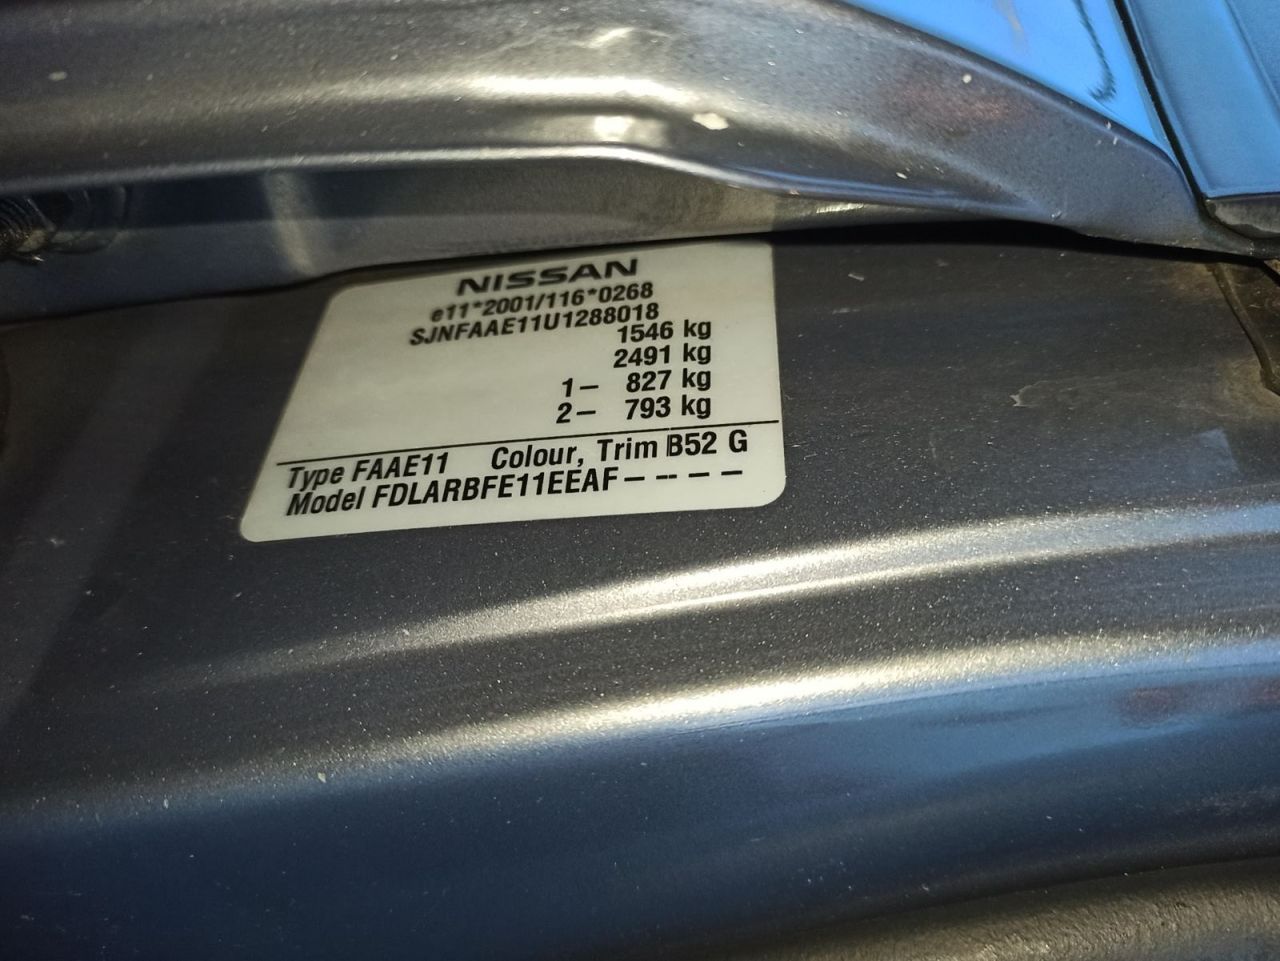 NISSAN
e11*2001/116*0268
SJNFAAE11U1288018
1546 kg
2491 kg
1– 827 kg
2– 793 kg
Type FAAE11 Colour, Trim B52 G
Model FDLARBFE11EEAF– -- – –